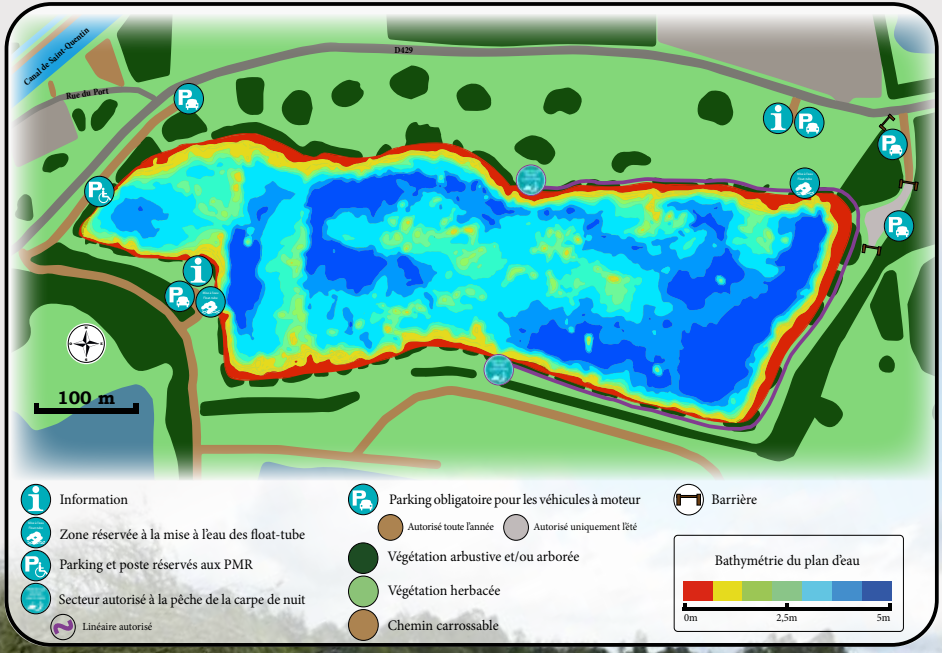 Canal de Saint-Quentin
D429
Rue du Port
100 m
Information
Zone réservée à la mise à l'eau des float-tube
Parking et poste réservés aux PMR
Secteur autorisé à la pêche de la carpe de nuit
Linéaire autorisé
Parking obligatoire pour les véhicules à moteur
Autorisé toute l'année
Autorisé uniquement l'été
Végétation arbustive et/ou arborée
Végétation herbacée
Chemin carrossable
Barrière
Bathymétrie du plan d'eau
0m 2,5m 5m